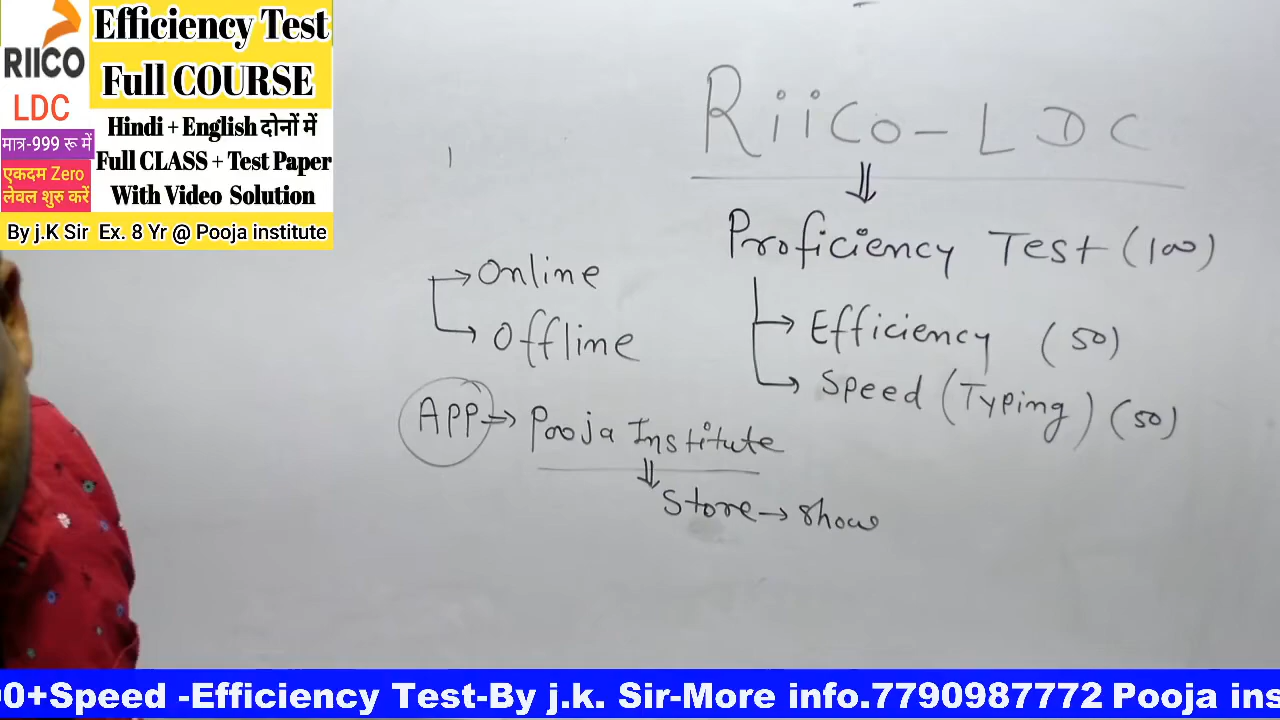 RIICO
LDC
मात्र-999 रू में
एकदम Zero
लेवल शुरु करें
Efficiency Test
Full COURSE
Hindi + English दोनों में
Full CLASS + Test Paper
With Video Solution
By j.K Sir Ex. 8 Yr @ Pooja institute
RiiCo-LDC
Proficiency Test (100)
Efficiency (50)
Speed (Typing) (50)
Online
Offline
APP → Pooja Institute
Store → Show
0+Speed -Efficiency Test-By j.k. Sir-More info.7790987772 Pooja ins